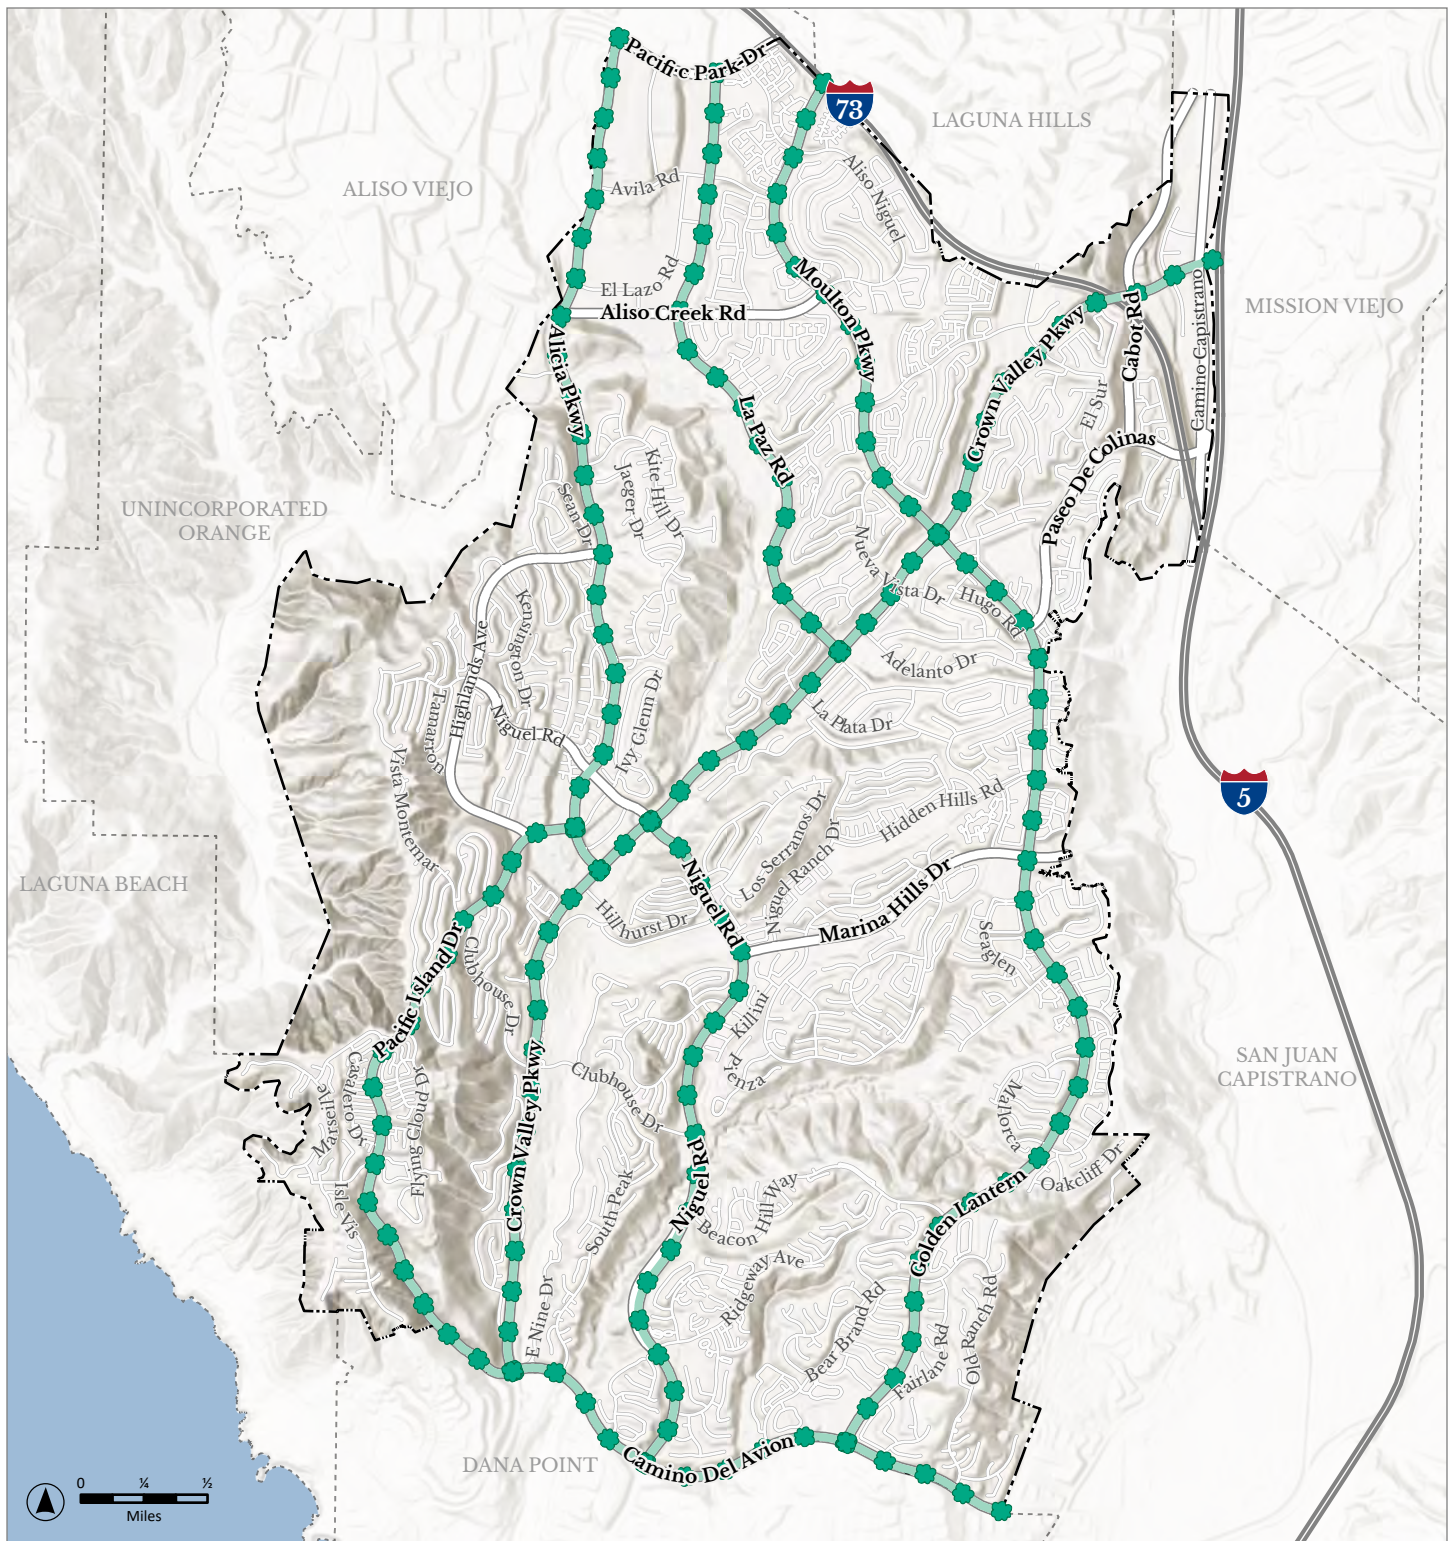 Pacific Park Dr
73
LAGUNA HILLS
ALISO VIEJO
Avila Rd
Aliso Niguel
El Lazo Rd
Aliso Creek Rd
Moulton Pkwy
Crown Valley Pkwy
Cabot Rd
Camino Capistrano
MISSION VIEJO
Alicia Pkwy
La Paz Rd
El Sur
Paseo De Colinas
Kite Hill Dr
Jaeger Dr
Sean Dr
UNINCORPORATED
ORANGE
Nueva Vista Dr
Hugo Rd
Kensington Dr
Highlands Ave
Adelanto Dr
Tamarron
Niguel Rd
Ivy Glenn Dr
La Plata Dr
Vista Montemar
5
Hidden Hills Rd
Los Serranos Dr
Niguel Ranch Dr
LAGUNA BEACH
Niguel Rd
Marina Hills Dr
Hillhurst Dr
Pacific Island Dr
Clubhouse Dr
Seaglen
Killini
Crown Valley Pkwy
Clubhouse Dr
Pienza
SAN JUAN
CAPISTRANO
Casalero Dr
Marseille
Flying Cloud Dr
Mallorca
Isle Vis
South Peak
Niguel Rd
Beacon Hill Way
Golden Lantern
Oakcliff Dr
Ridgeway Ave
E Nine Dr
Bear Brand Rd
Fairlane Rd
Old Ranch Rd
DANA POINT
Camino Del Avion
0 ¼ ½
Miles